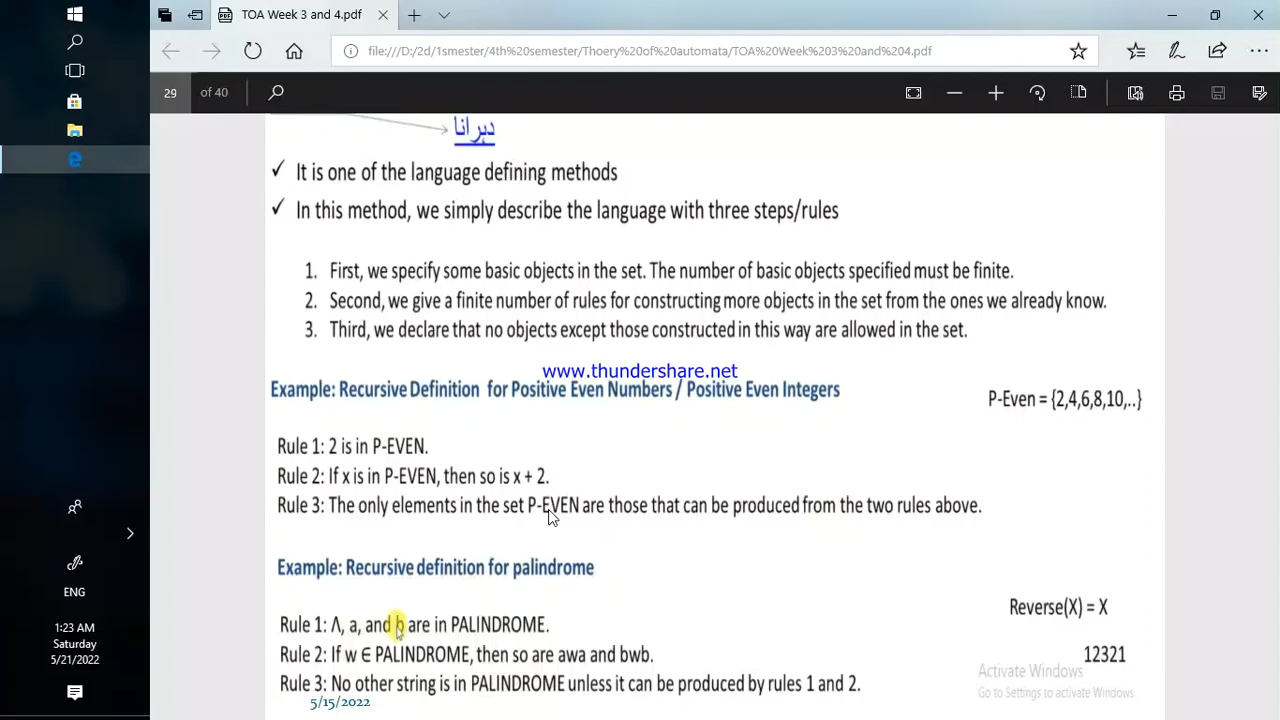 TOA Week 3 and 4.pdf
file:///D:/2d/1smester/4th%20semester/Thoery%20of%20automata/TOA%20Week%203%20and%204.pdf
29 of 40
دہرانا
✓ It is one of the language defining methods
✓ In this method, we simply describe the language with three steps/rules
1. First, we specify some basic objects in the set. The number of basic objects specified must be finite.
2. Second, we give a finite number of rules for constructing more objects in the set from the ones we already know.
3. Third, we declare that no objects except those constructed in this way are allowed in the set.
www.thundershare.net
Example: Recursive Definition for Positive Even Numbers / Positive Even Integers
P-Even = {2,4,6,8,10,..}
Rule 1: 2 is in P-EVEN.
Rule 2: If x is in P-EVEN, then so is x + 2.
Rule 3: The only elements in the set P-EVEN are those that can be produced from the two rules above.
Example: Recursive definition for palindrome
Reverse(X) = X
Rule 1: Λ, a, and b are in PALINDROME.
Rule 2: If w ∈ PALINDROME, then so are awa and bwb.
12321
Rule 3: No other string is in PALINDROME unless it can be produced by rules 1 and 2.
5/15/2022
Activate Windows
Go to Settings to activate Windows.
ENG
1:23 AM
Saturday
5/21/2022